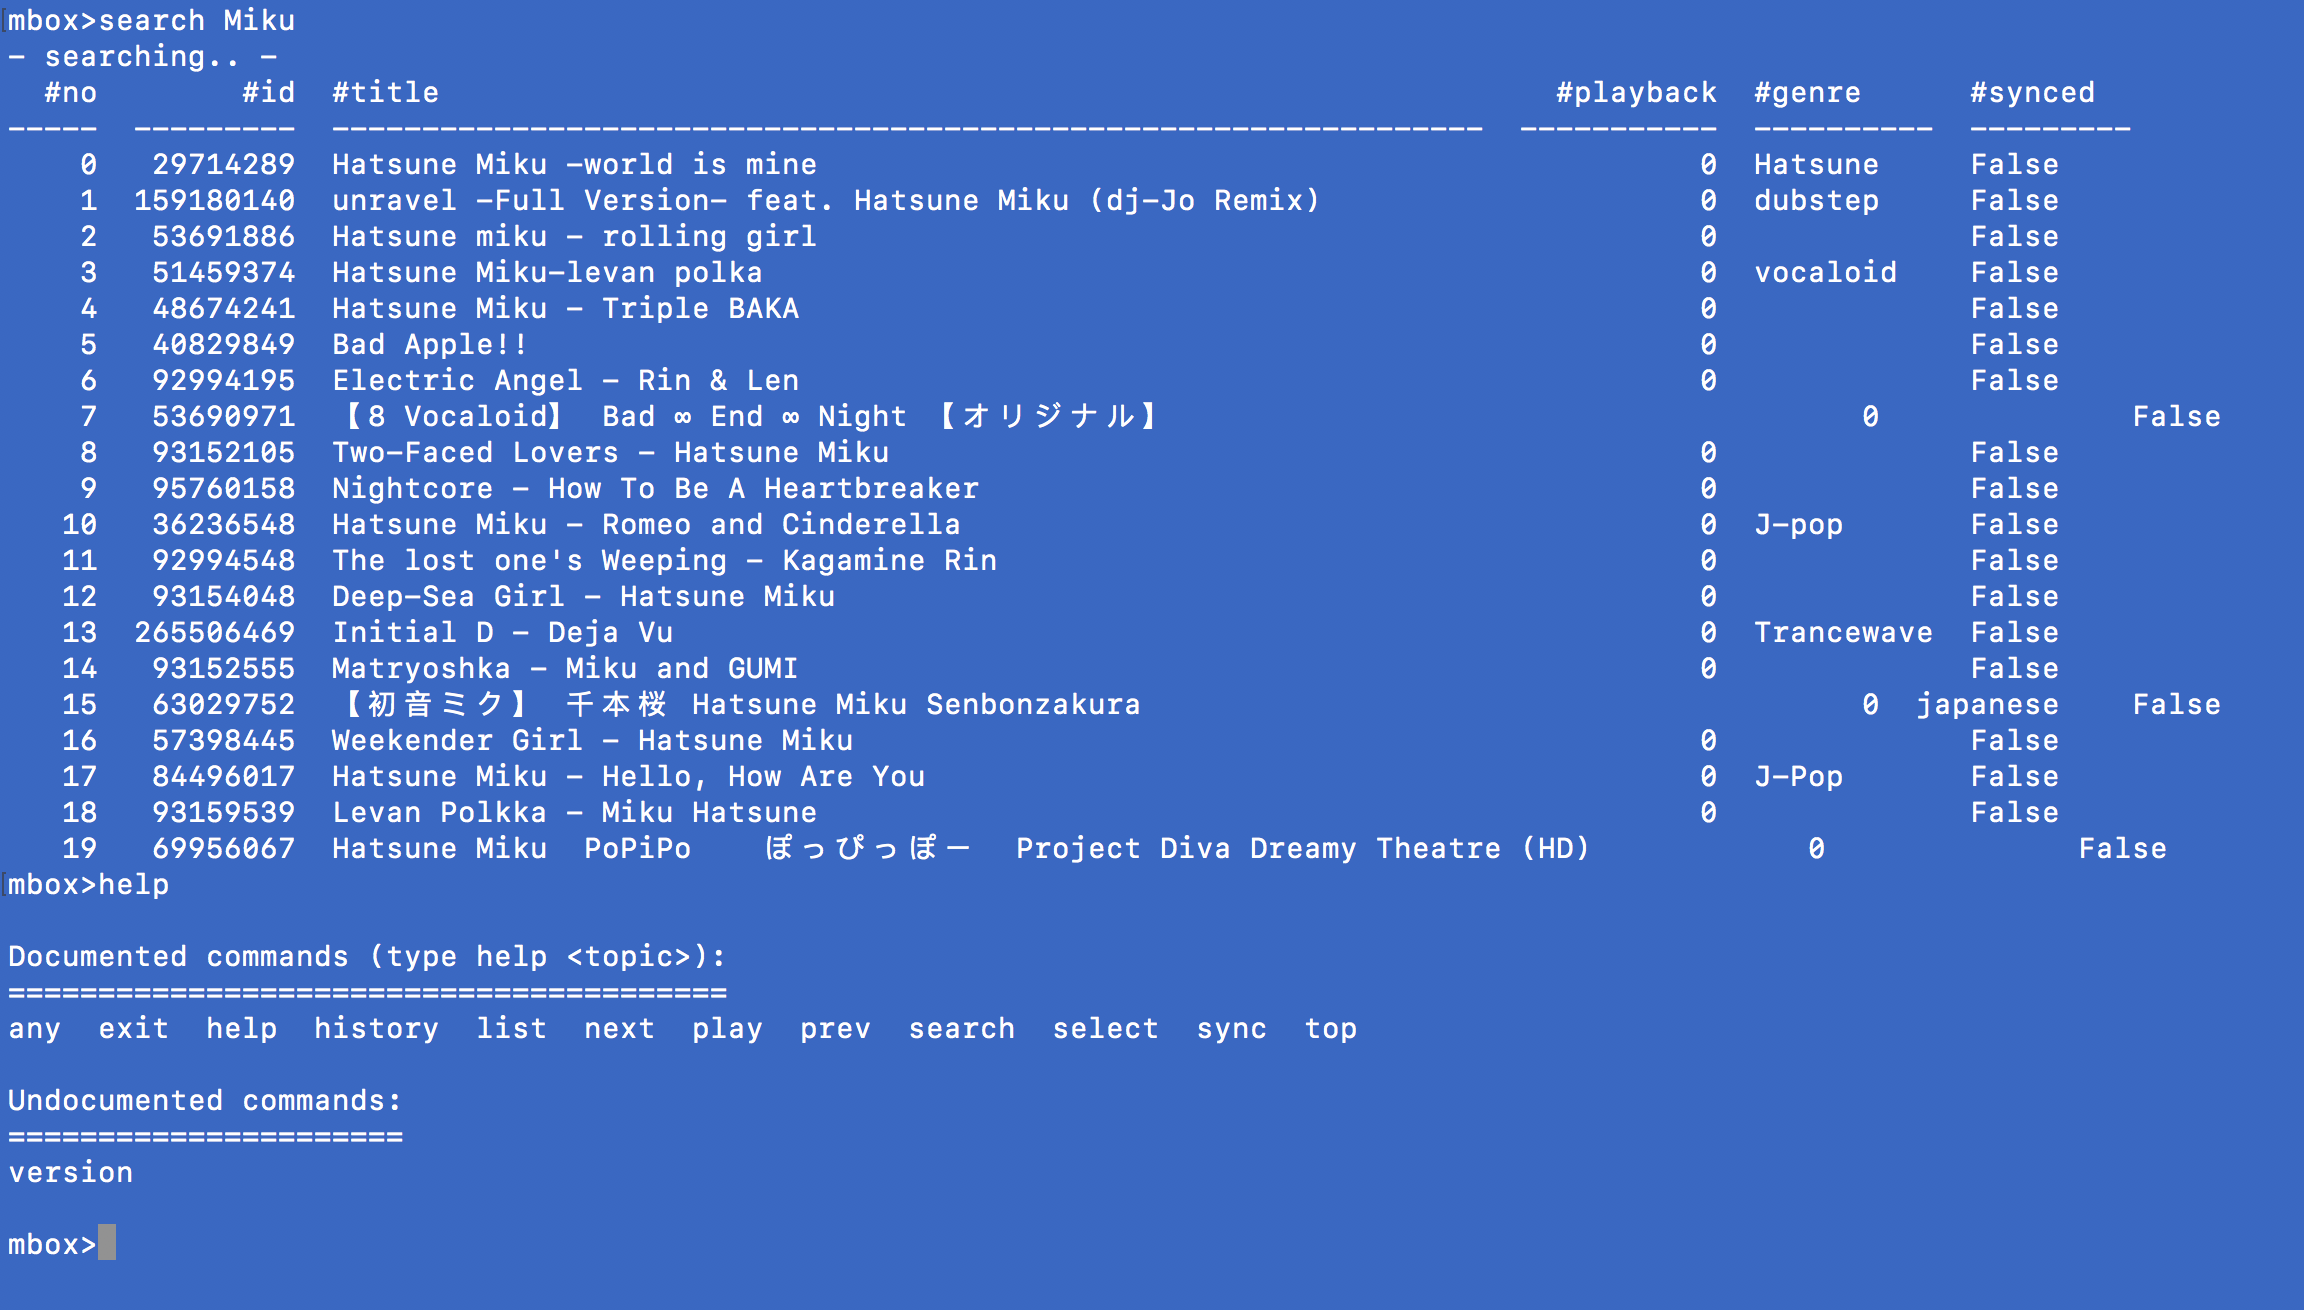 mbox>search Miku
- searching.. -
  #no        #id  #title                                                              #playback  #genre      #synced
-----  ---------  ----------------------------------------------------------------  -----------  ----------  ---------
    0   29714289  Hatsune Miku -world is mine                                                 0  Hatsune     False
    1  159180140  unravel -Full Version- feat. Hatsune Miku (dj-Jo Remix)                     0  dubstep     False
    2   53691886  Hatsune miku - rolling girl                                                 0              False
    3   51459374  Hatsune Miku-levan polka                                                    0  vocaloid    False
    4   48674241  Hatsune Miku - Triple BAKA                                                  0              False
    5   40829849  Bad Apple!!                                                                 0              False
    6   92994195  Electric Angel - Rin & Len                                                  0              False
    7   53690971  【8 Vocaloid】 Bad ∞ End ∞ Night 【オリジナル】                                       0              False
    8   93152105  Two-Faced Lovers - Hatsune Miku                                             0              False
    9   95760158  Nightcore - How To Be A Heartbreaker                                        0              False
   10   36236548  Hatsune Miku - Romeo and Cinderella                                         0  J-pop       False
   11   92994548  The lost one's Weeping - Kagamine Rin                                       0              False
   12   93154048  Deep-Sea Girl - Hatsune Miku                                                0              False
   13  265506469  Initial D - Deja Vu                                                         0  Trancewave  False
   14   93152555  Matryoshka - Miku and GUMI                                                  0              False
   15   63029752  【初音ミク】 千本桜 Hatsune Miku Senbonzakura                                        0  japanese    False
   16   57398445  Weekender Girl - Hatsune Miku                                               0              False
   17   84496017  Hatsune Miku - Hello, How Are You                                           0  J-Pop       False
   18   93159539  Levan Polkka - Miku Hatsune                                                 0              False
   19   69956067  Hatsune Miku  PoPiPo    ぽっぴっぽー  Project Diva Dreamy Theatre (HD)            0              False
mbox>help
Documented commands (type help <topic>):
========================================
any  exit  help  history  list  next  play  prev  search  select  sync  top
Undocumented commands:
======================
version
mbox>